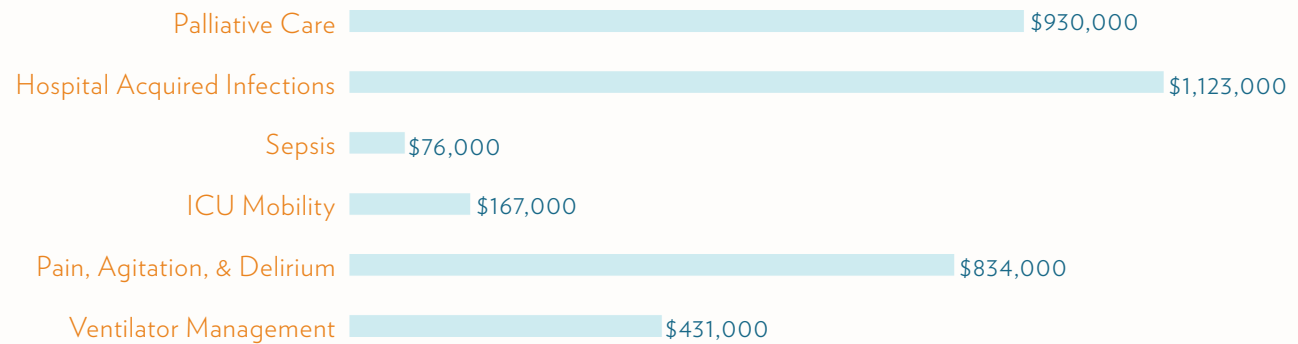 Palliative Care $930,000
Hospital Acquired Infections $1,123,000
Sepsis $76,000
ICU Mobility $167,000
Pain, Agitation, & Delirium $834,000
Ventilator Management $431,000